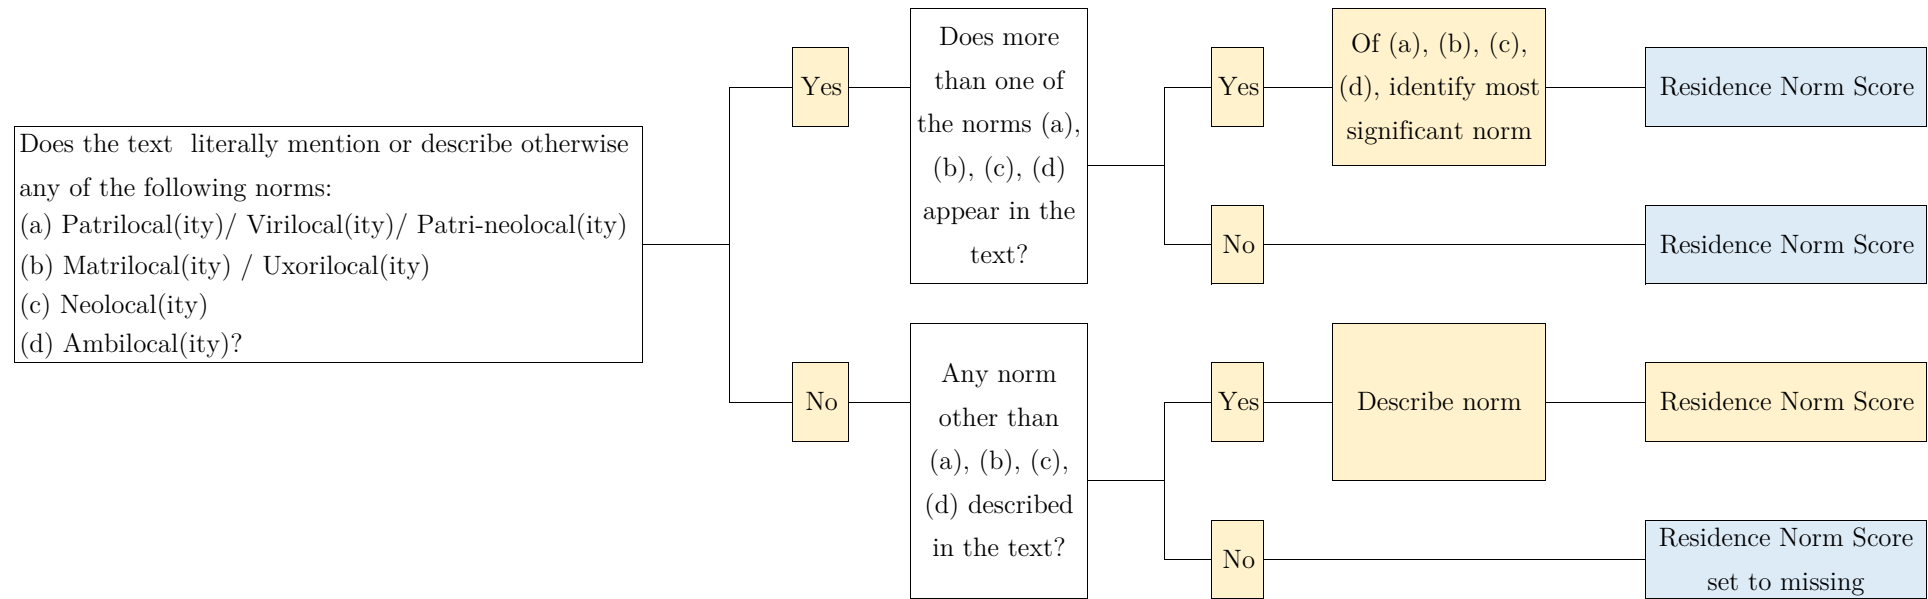 Does the text literally mention or describe otherwise
any of the following norms:
(a) Patrilocal(ity)/ Virilocal(ity)/ Patri-neolocal(ity)
(b) Matrilocal(ity) / Uxorilocal(ity)
(c) Neolocal(ity)
(d) Ambilocal(ity)?
Yes
Does more
than one of
the norms (a),
(b), (c), (d)
appear in the
text?
Yes
Of (a), (b), (c),
(d), identify most
significant norm
Residence Norm Score
No
Residence Norm Score
No
Any norm
other than
(a), (b), (c),
(d) described
in the text?
Yes
Describe norm
Residence Norm Score
No
Residence Norm Score
set to missing